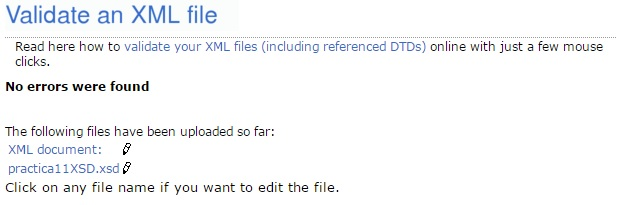 Validate an XML file
Read here how to validate your XML files (including referenced DTDs) online with just a few mouse
clicks.
No errors were found
The following files have been uploaded so far:
XML document:
practica11XSD.xsd
Click on any file name if you want to edit the file.